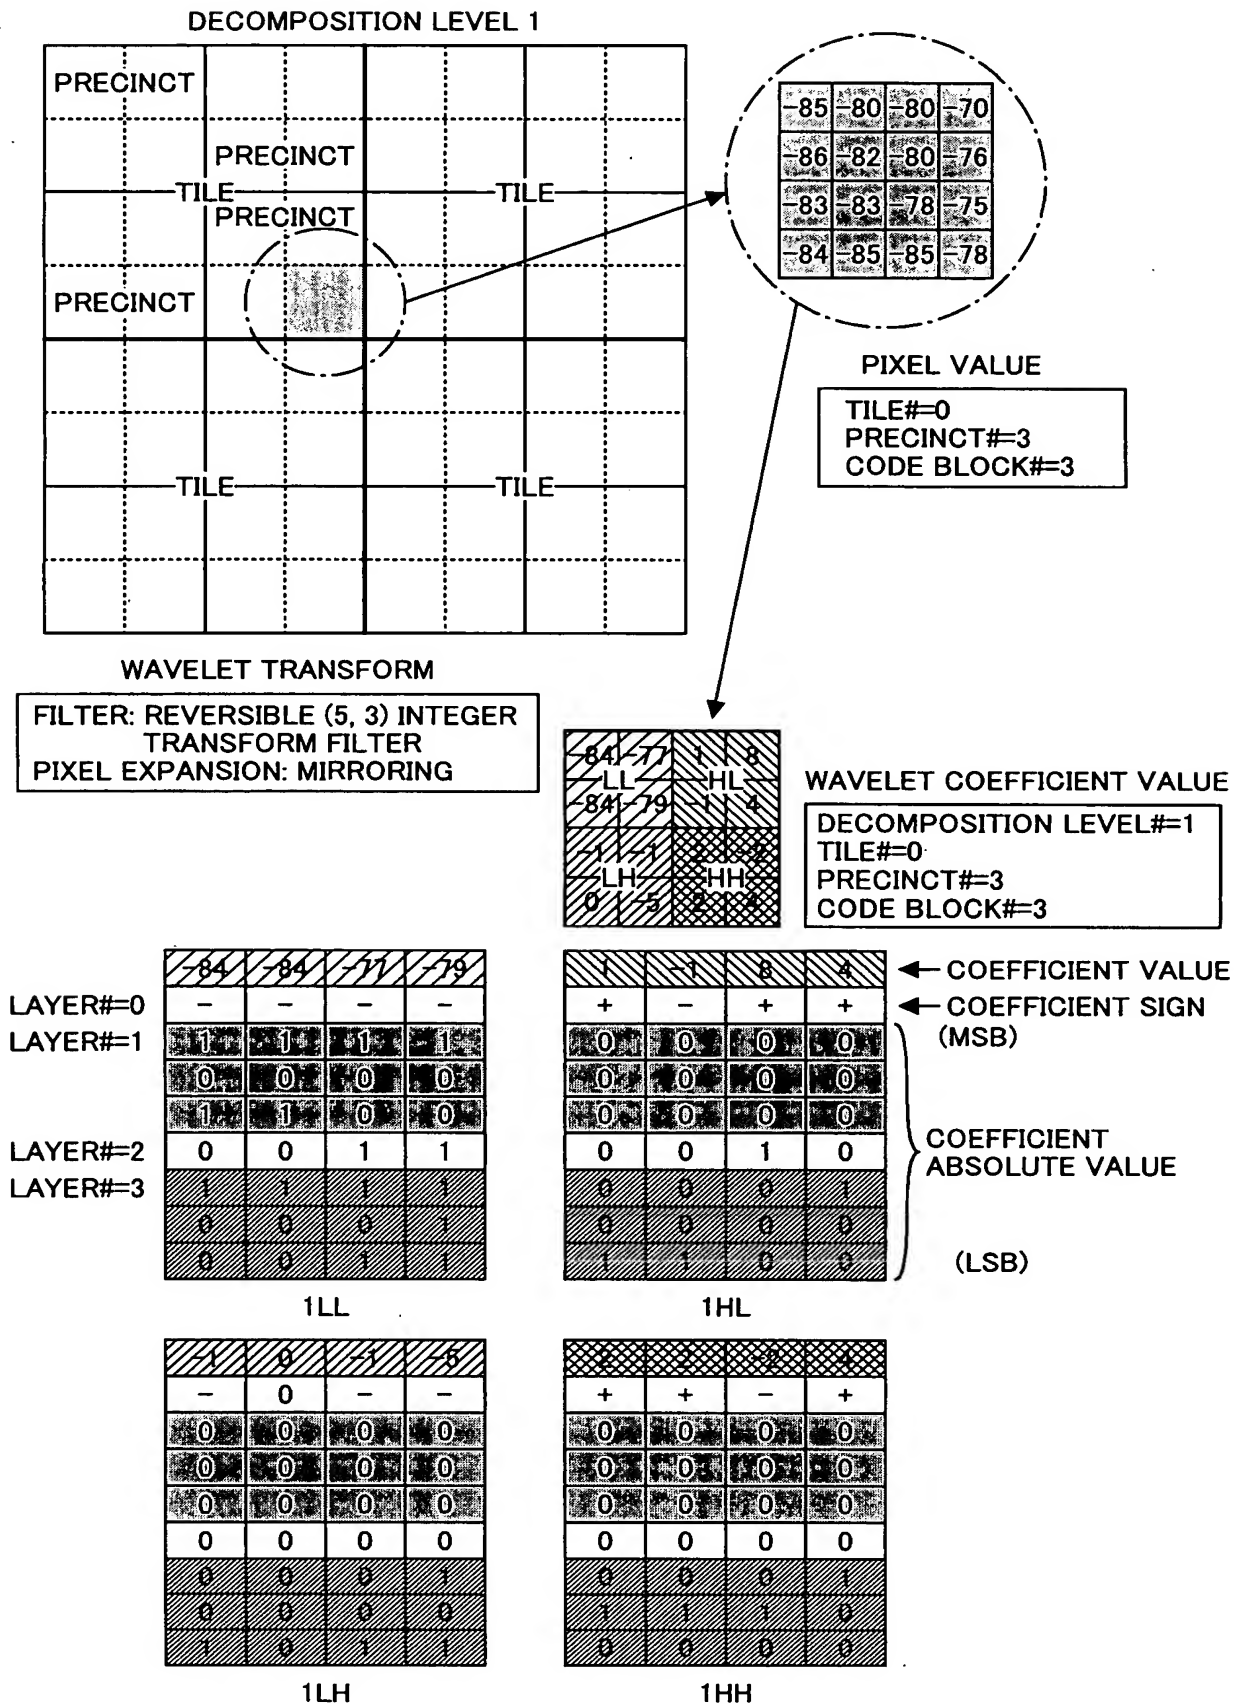 DECOMPOSITION LEVEL 1
PRECINCT
PRECINCT
TILE
TILE
PRECINCT
PRECINCT
TILE
TILE
-85 -80 -80 -70
-86 -82 -80 -76
-83 -83 -78 -75
-84 -85 -85 -78
PIXEL VALUE
TILE#=0
PRECINCT#=3
CODE BLOCK#=3
WAVELET TRANSFORM
FILTER: REVERSIBLE (5, 3) INTEGER
TRANSFORM FILTER
PIXEL EXPANSION: MIRRORING
-84 -77 1 8
LL HL
-84 -79 -1 4
-1 -1 2 -2
LH HH
0 -5 2 4
WAVELET COEFFICIENT VALUE
DECOMPOSITION LEVEL#=1
TILE#=0
PRECINCT#=3
CODE BLOCK#=3
-84 -84 -77 -79
1 -1 8 4
COEFFICIENT VALUE
LAYER#=0
- - - -
+ - + +
COEFFICIENT SIGN
LAYER#=1
1 1 1 1
0 0 0 0
(MSB)
0 0 0 0
0 0 0 0
1 1 0 0
0 0 0 0
LAYER#=2
0 0 1 1
0 0 1 0
COEFFICIENT
ABSOLUTE VALUE
LAYER#=3
1 1 1 1
0 0 0 1
0 0 0 1
0 0 0 0
0 0 1 1
1 1 0 0
(LSB)
1LL
1HL
-1 0 -1 -5
2 2 -2 4
- 0 - -
+ + - +
0 0 0 0
0 0 0 0
0 0 0 0
0 0 0 0
0 0 0 0
0 0 0 0
0 0 0 0
0 0 0 0
0 0 0 1
0 0 0 1
0 0 0 0
1 1 1 0
1 0 1 1
0 0 0 0
1LH
1HH